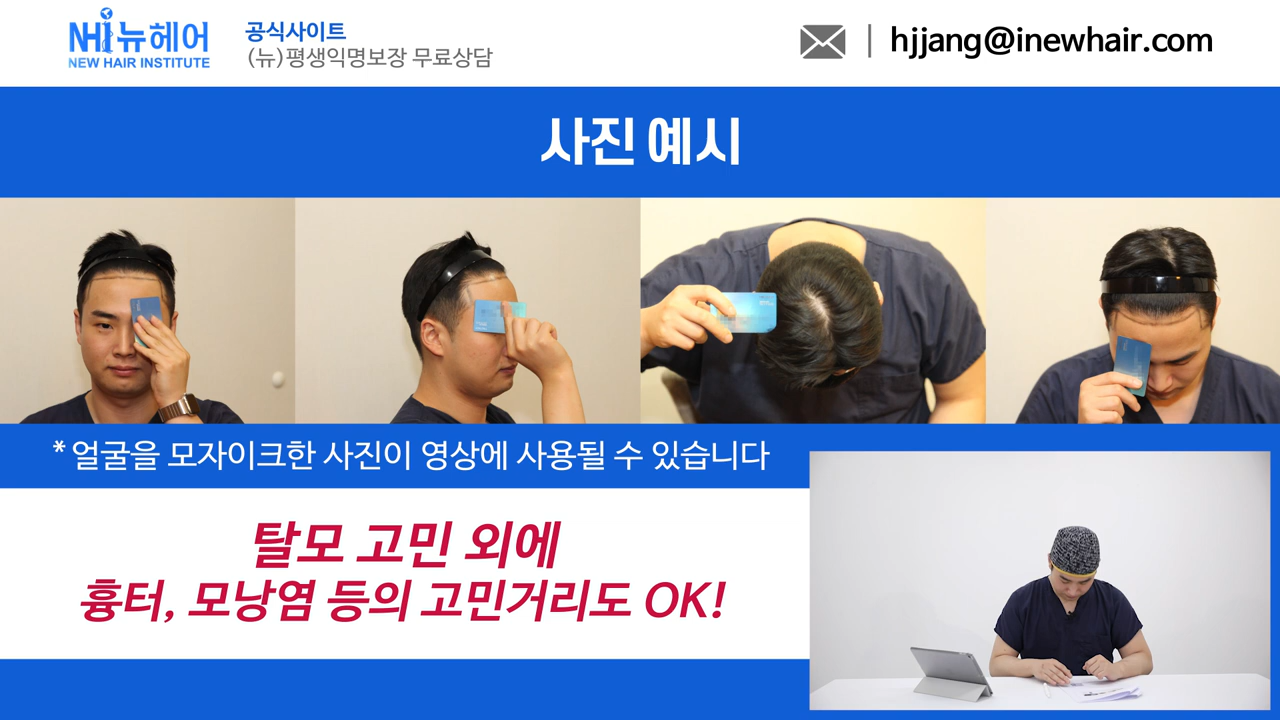 NHI 뉴헤어
NEW HAIR INSTITUTE
공식사이트
(뉴)평생익명보장 무료상담
hjjang@inewhair.com
사진 예시
* 얼굴을 모자이크한 사진이 영상에 사용될 수 있습니다
탈모 고민 외에
흉터, 모낭염 등의 고민거리도 OK!